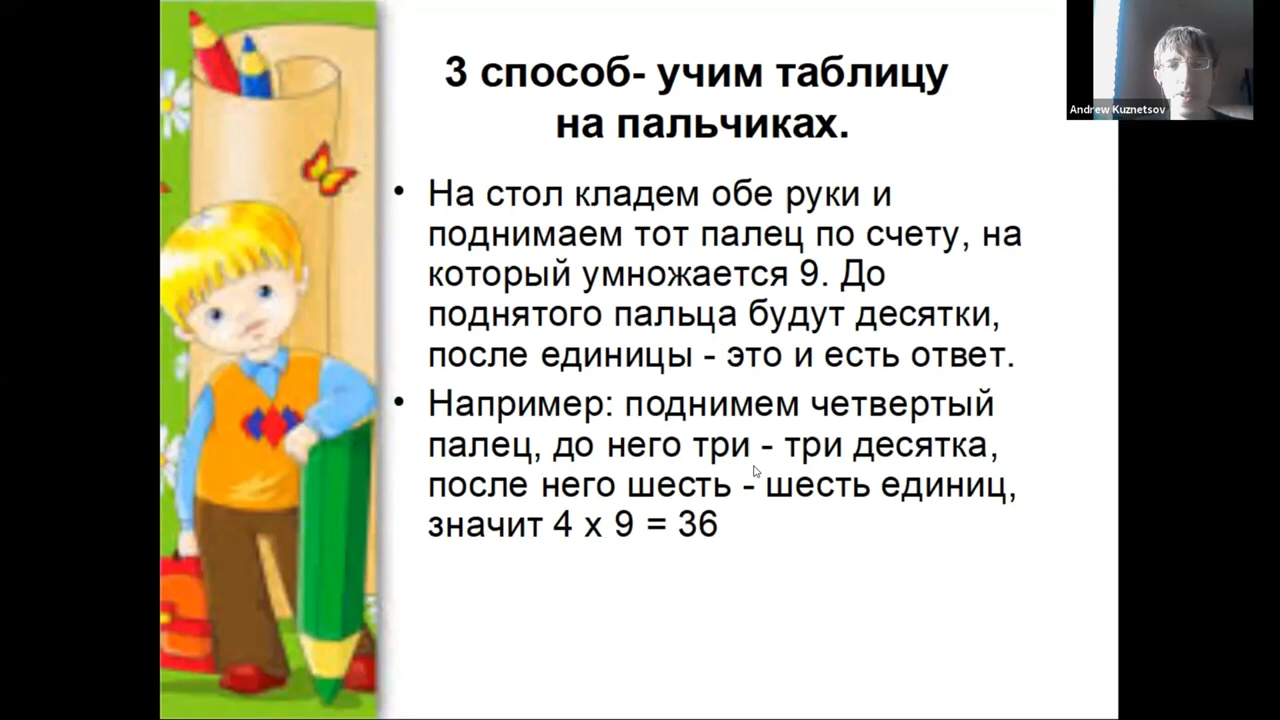 3 способ- учим таблицу
на пальчиках.
• На стол кладем обе руки и
поднимаем тот палец по счету, на
который умножается 9. До
поднятого пальца будут десятки,
после единицы - это и есть ответ.
• Например: поднимем четвертый
палец, до него три - три десятка,
после него шесть - шесть единиц,
значит 4 х 9 = 36
Andrew Kuznetsov